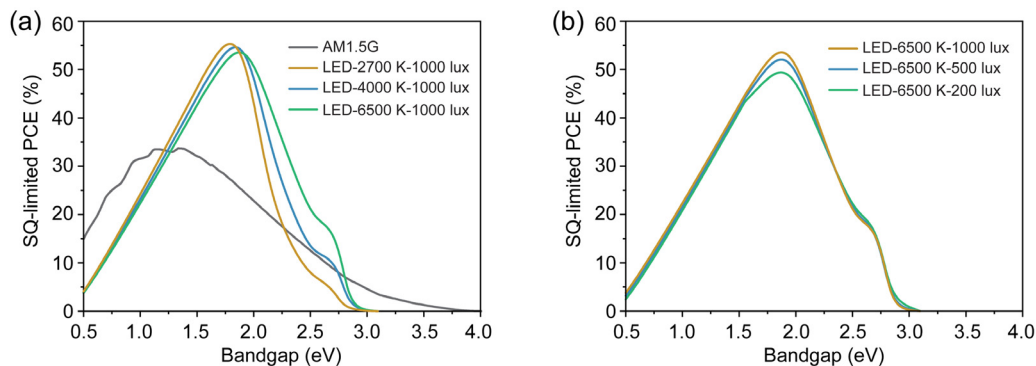 (a)
SQ-limited PCE (%)
60
50
40
30
20
10
0
AM1.5G
LED-2700 K-1000 lux
LED-4000 K-1000 lux
LED-6500 K-1000 lux
0.5 1.0 1.5 2.0 2.5 3.0 3.5 4.0
Bandgap (eV)
(b)
SQ-limited PCE (%)
60
50
40
30
20
10
0
LED-6500 K-1000 lux
LED-6500 K-500 lux
LED-6500 K-200 lux
0.5 1.0 1.5 2.0 2.5 3.0 3.5 4.0
Bandgap (eV)